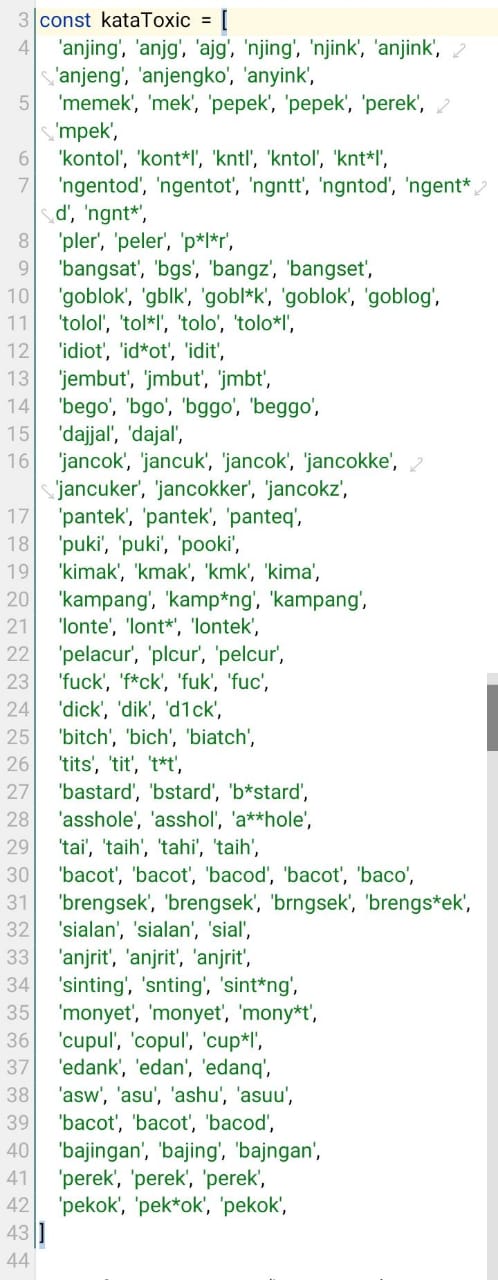 3 const kataToxic = [
4 'anjing', 'anjg', 'ajg', 'njing', 'njink', 'anjink',
'anjeng', 'anjengko', 'anyink',
5 'memek', 'mek', 'pepek', 'pepek', 'perek',
'mpek',
6 'kontol', 'kont*l', 'kntl', 'kntol', 'knt*l',
7 'ngentod', 'ngentot', 'ngntt', 'ngntod', 'ngent*
d', 'ngnt*',
8 'pler', 'peler', 'p*l*r',
9 'bangsat', 'bgs', 'bangz', 'bangset',
10 'goblok', 'gblk', 'gobl*k', 'goblok', 'goblog',
11 'tolol', 'tol*l', 'tolo', 'tolo*l',
12 'idiot', 'id*ot', 'idit',
13 'jembut', 'jmbut', 'jmbt',
14 'bego', 'bgo', 'bggo', 'beggo',
15 'dajjal', 'dajal',
16 'jancok', 'jancuk', 'jancok', 'jancokke',
'jancuker', 'jancokker', 'jancokz',
17 'pantek', 'pantek', 'panteq',
18 'puki', 'puki', 'pooki',
19 'kimak', 'kmak', 'kmk', 'kima',
20 'kampang', 'kamp*ng', 'kampang',
21 'lonte', 'lont*', 'lontek',
22 'pelacur', 'plcur', 'pelcur',
23 'fuck', 'f*ck', 'fuk', 'fuc',
24 'dick', 'dik', 'd1ck',
25 'bitch', 'bich', 'biatch',
26 'tits', 'tit', 't*t',
27 'bastard', 'bstard', 'b*stard',
28 'asshole', 'asshol', 'a**hole',
29 'tai', 'taih', 'tahi', 'taih',
30 'bacot', 'bacot', 'bacod', 'bacot', 'baco',
31 'brengsek', 'brengsek', 'brngsek', 'brengs*ek',
32 'sialan', 'sialan', 'sial',
33 'anjrit', 'anjrit', 'anjrit',
34 'sinting', 'snting', 'sint*ng',
35 'monyet', 'monyet', 'mony*t',
36 'cupul', 'copul', 'cup*l',
37 'edank', 'edan', 'edanq',
38 'asw', 'asu', 'ashu', 'asuu',
39 'bacot', 'bacot', 'bacod',
40 'bajingan', 'bajing', 'bajngan',
41 'perek', 'perek', 'perek',
42 'pekok', 'pek*ok', 'pekok',
43 ]
44